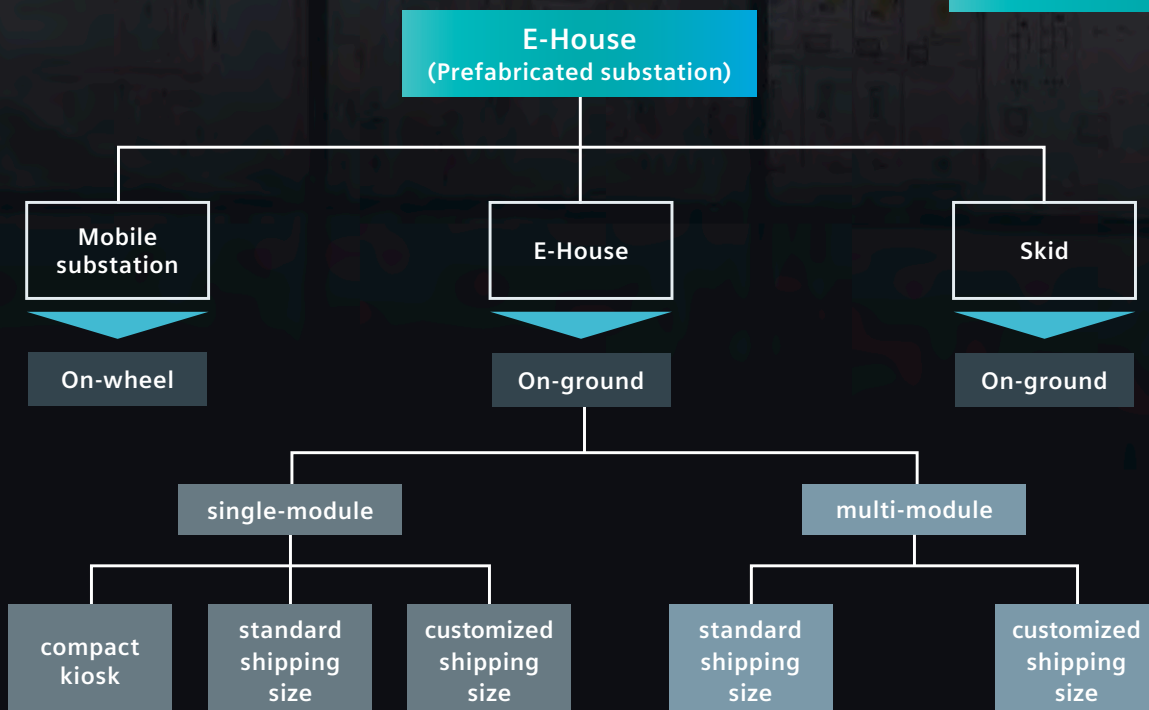 E-House
(Prefabricated substation)
Mobile
substation
E-House
Skid
On-wheel
On-ground
On-ground
single-module
multi-module
compact
kiosk
standard
shipping
size
customized
shipping
size
standard
shipping
size
customized
shipping
size